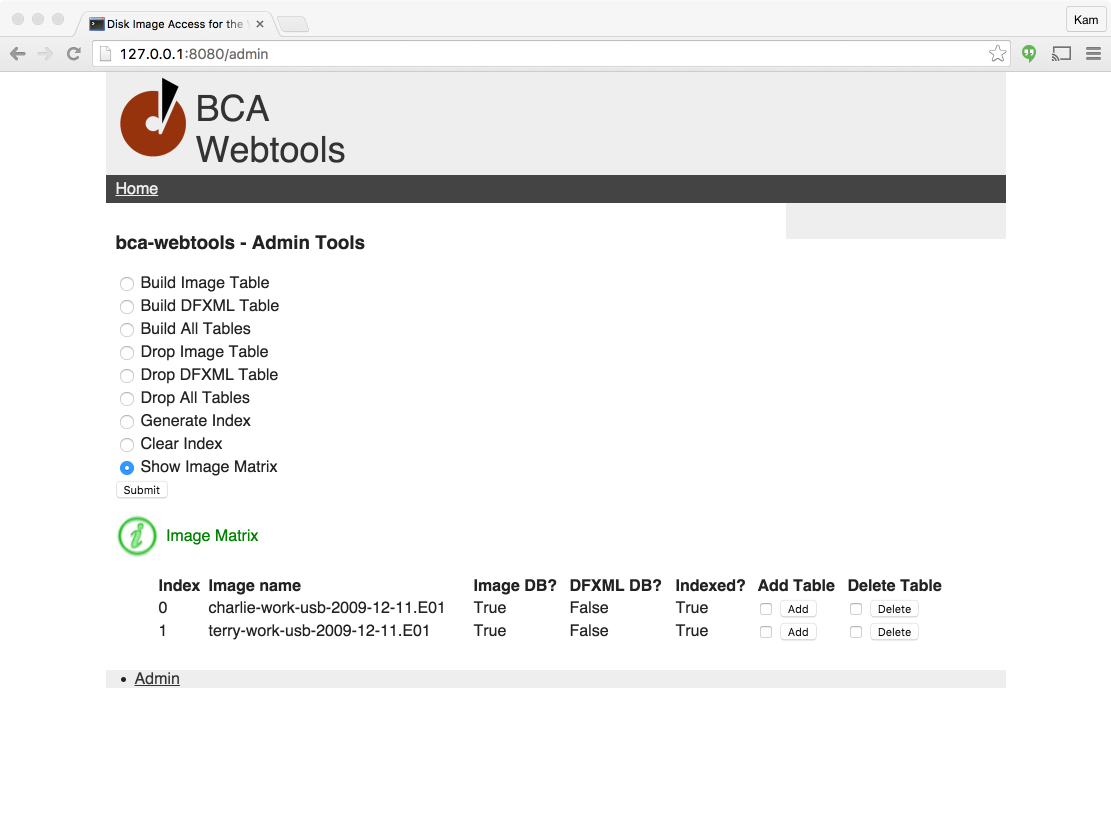 Disk Image Access for the
Kam
127.0.0.1:8080/admin
BCA
Webtools
Home
bca-webtools - Admin Tools
Build Image Table
Build DFXML Table
Build All Tables
Drop Image Table
Drop DFXML Table
Drop All Tables
Generate Index
Clear Index
Show Image Matrix
Submit
i Image Matrix
Index Image name Image DB? DFXML DB? Indexed? Add Table Delete Table
0 charlie-work-usb-2009-12-11.E01 True False True Add Delete
1 terry-work-usb-2009-12-11.E01 True False True Add Delete
• Admin